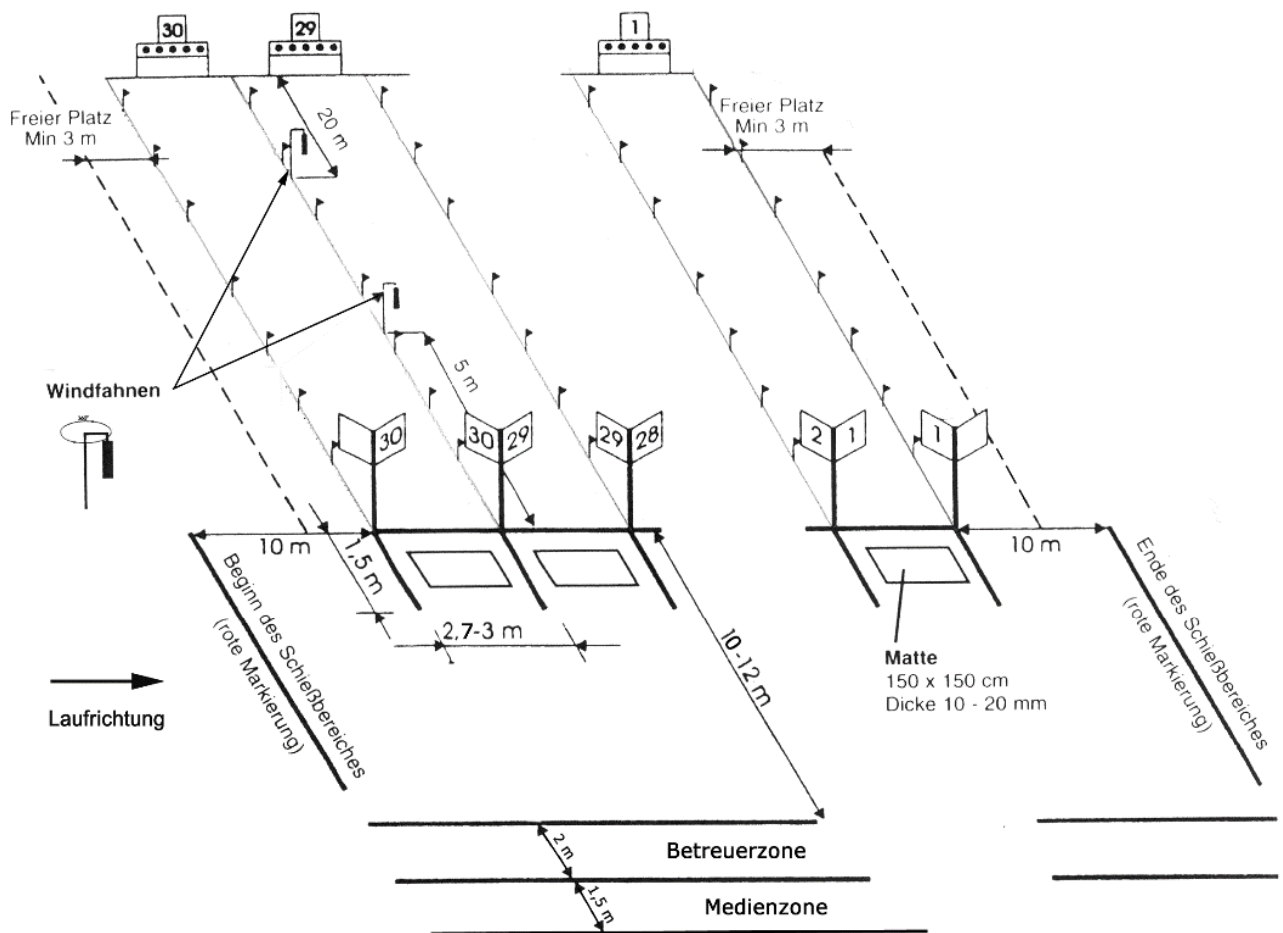 30
29
1
Freier Platz
Min 3 m
20 m
Freier Platz
Min 3 m
Windfahnen
5 m
30
30 29
29 28
2 1
1
10 m
1,5 m
2,7-3 m
10-12 m
10 m
Beginn des Schießbereiches
(rote Markierung)
Ende des Schießbereiches
(rote Markierung)
Matte
150 x 150 cm
Dicke 10 - 20 mm
Laufrichtung
2 m
Betreuerzone
1,5 m
Medienzone